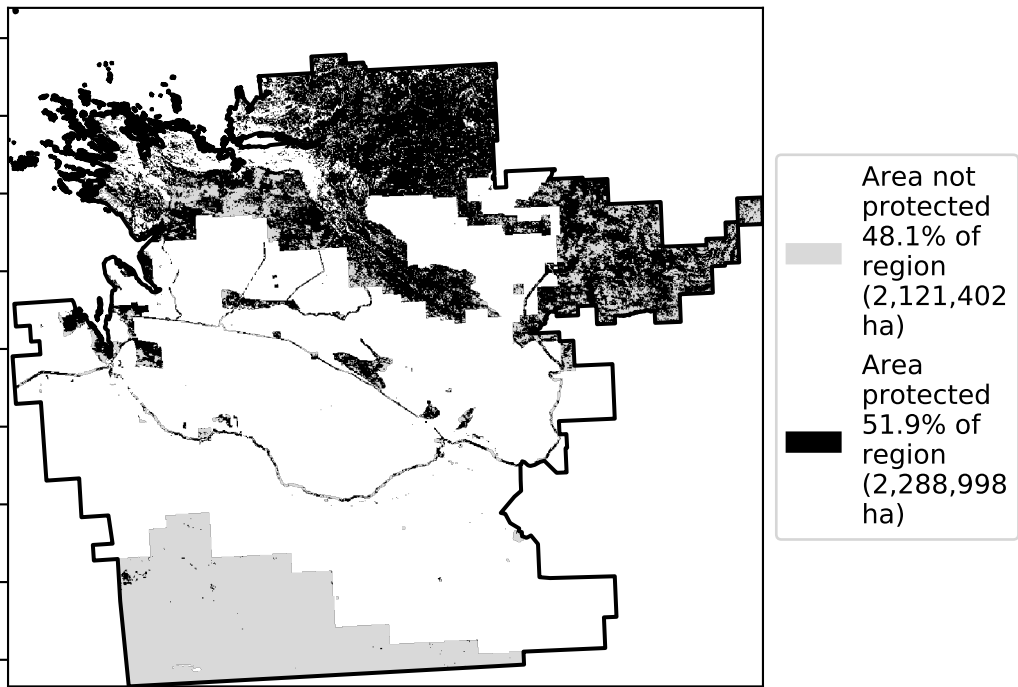 Area not
protected
48.1% of
region
(2,121,402
ha)
Area
protected
51.9% of
region
(2,288,998
ha)